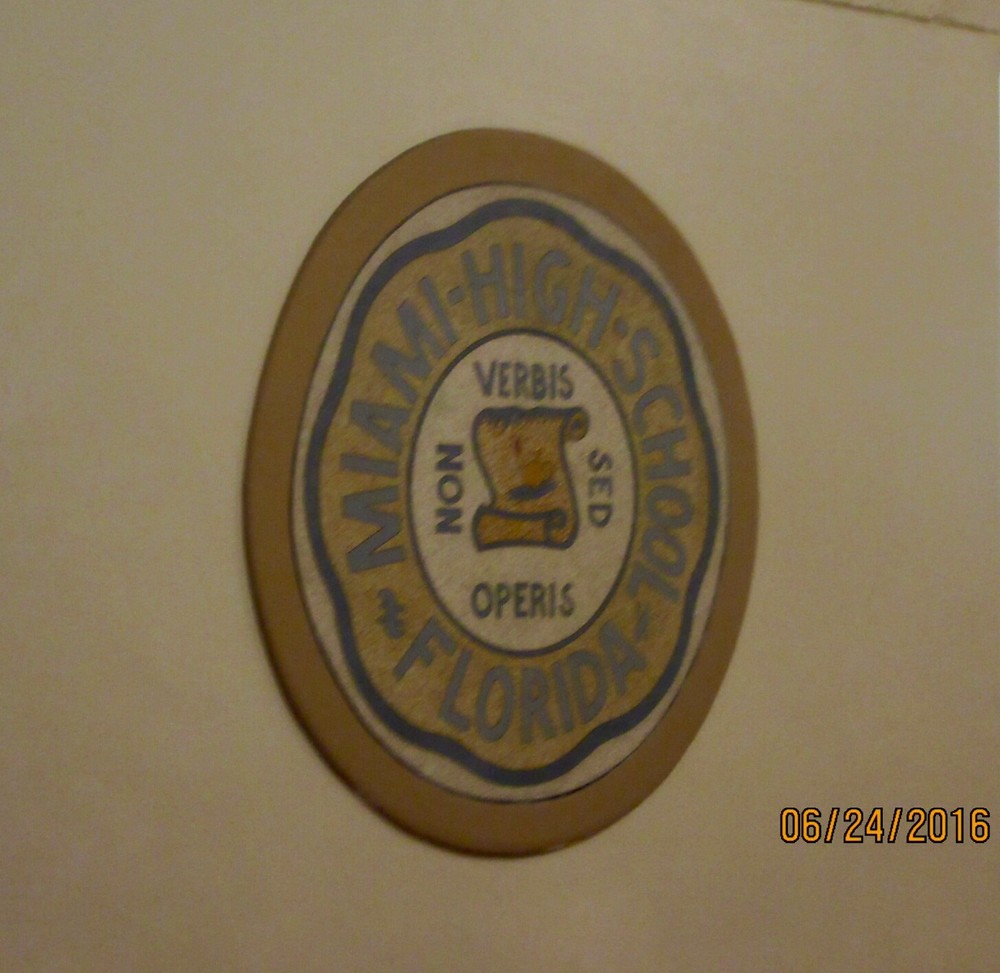 MIAMI-HIGH·SCHOOL
FLORIDA
VERBIS
NON
SED
OPERIS
06/24/2016